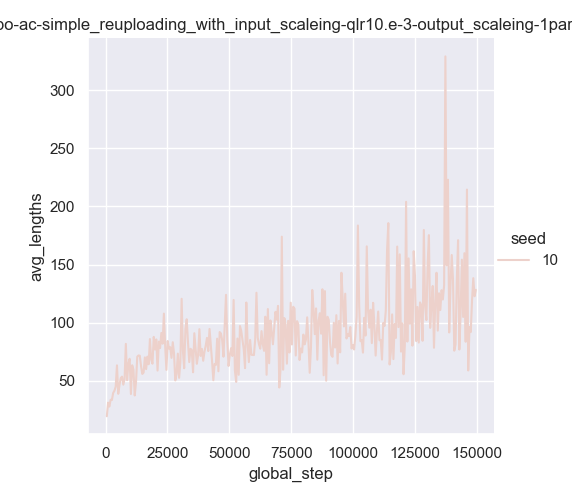 oo-ac-simple_reuploading_with_input_scaleing-qlr10.e-3-output_scaleing-1par
300
250
200
150
100
50
avg_lengths
0 25000 50000 75000 100000 125000 150000
global_step
seed
10